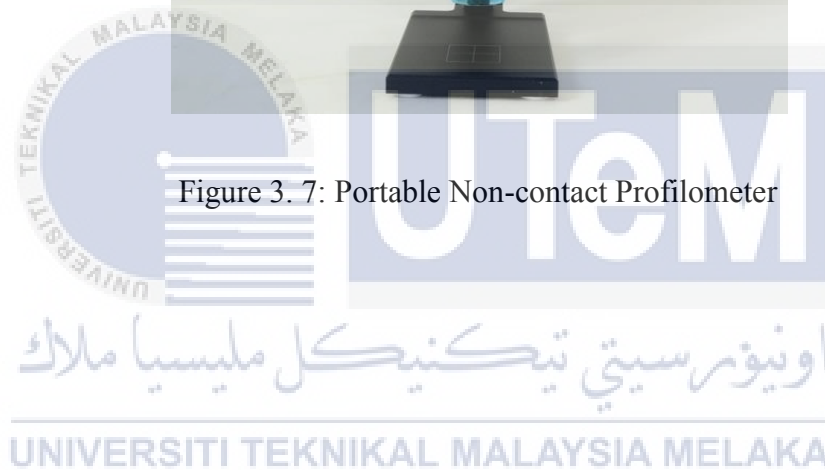 UNIVERSITI TEKNIKAL MALAYSIA MELAKA
UTeM
Figure 3. 7: Portable Non-contact Profilometer
اونيۏرسيتي تيكنيكل مليسيا ملاك
UNIVERSITI TEKNIKAL MALAYSIA MELAKA